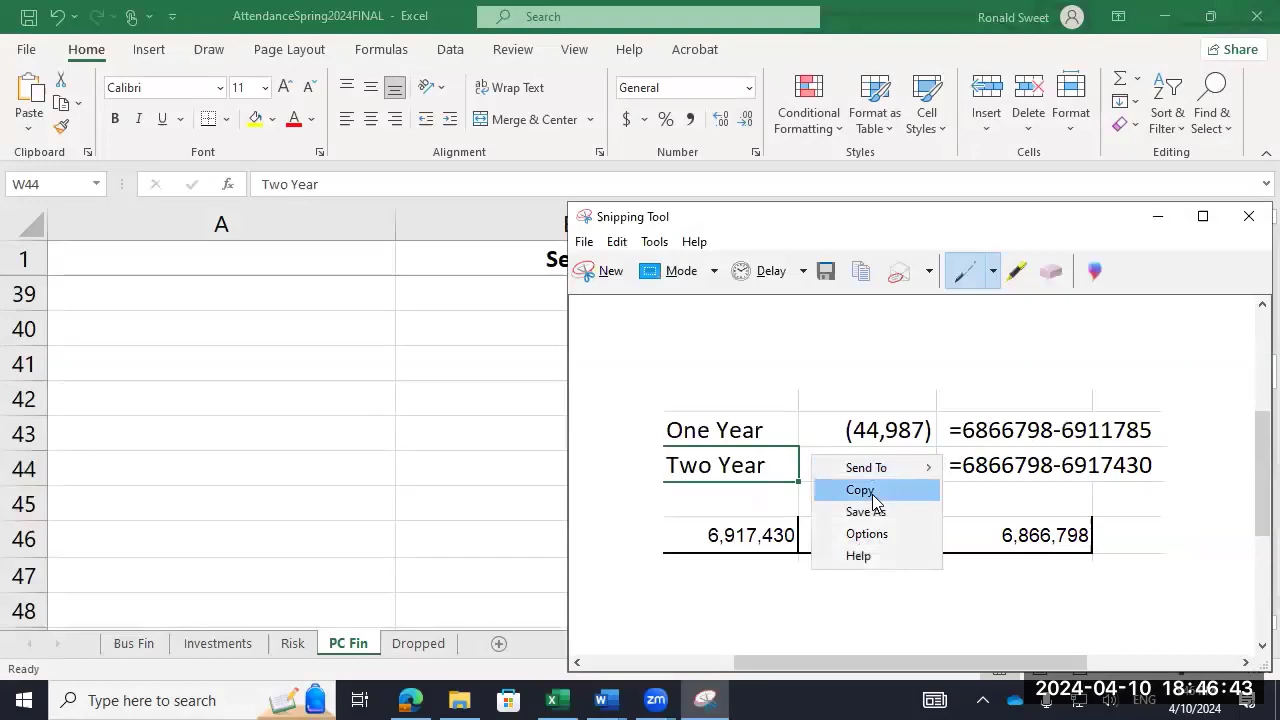 AttendanceSpring2024FINAL - Excel
Search
Ronald Sweet
File Home Insert Draw Page Layout Formulas Data Review View Help Acrobat
Share
Paste
Calibri 11
Wrap Text
General
Merge & Center
Conditional Formatting
Format as Table
Cell Styles
Insert
Delete
Format
Sort & Filter
Find & Select
Clipboard Font Alignment Number Styles Cells Editing
W44
fx
Two Year
A
1
Se
39
40
41
42
43
44
45
46
47
48
Snipping Tool
File Edit Tools Help
New Mode Delay
One Year (44,987) =6866798-6911785
Two Year =6866798-6917430
6,917,430 6,866,798
Send To
Copy
Save As
Options
Help
Bus Fin Investments Risk PC Fin Dropped
Ready
Type here to search
ENG
2024-04-10 18:46:43
4/10/2024